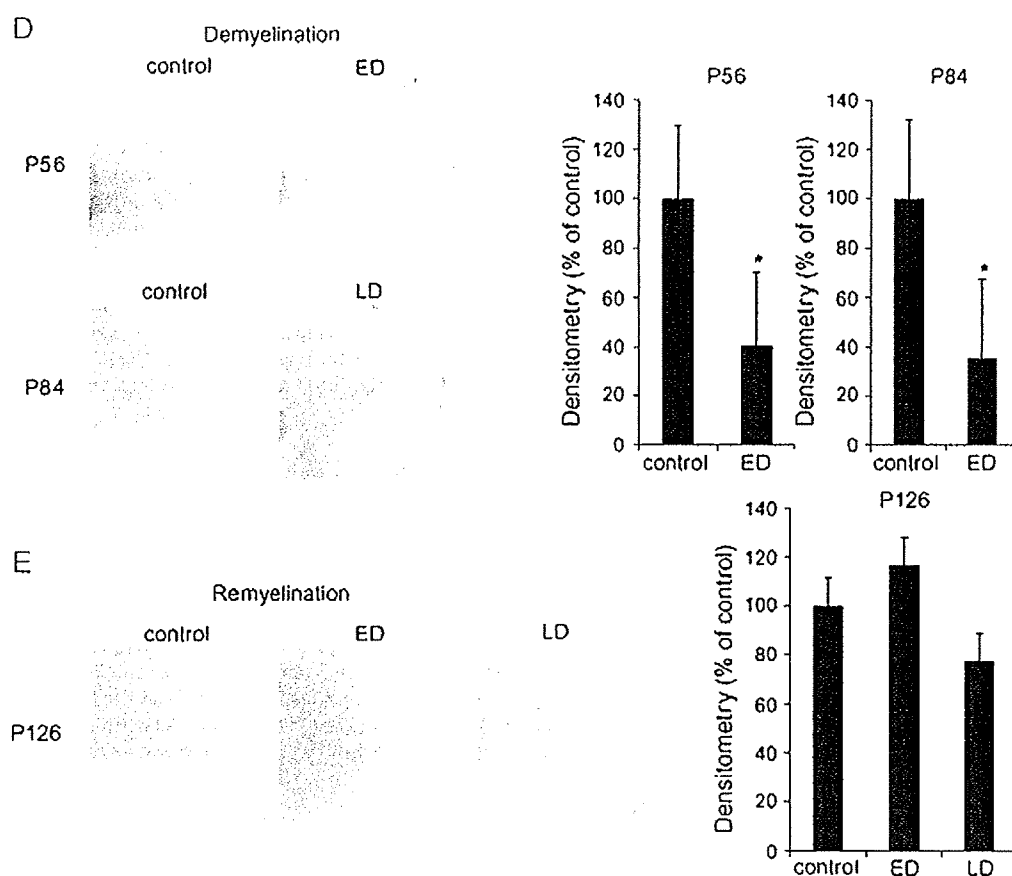 D
Demyelination
control ED
P56
control LD
P84
P56
Densitometry (% of control)
140
120
100
80
60
40
20
0
*
control ED
P84
Densitometry (% of control)
140
120
100
80
60
40
20
0
*
control ED
E
Remyelination
control ED LD
P126
P126
Densitometry (% of control)
140
120
100
80
60
40
20
0
control ED LD